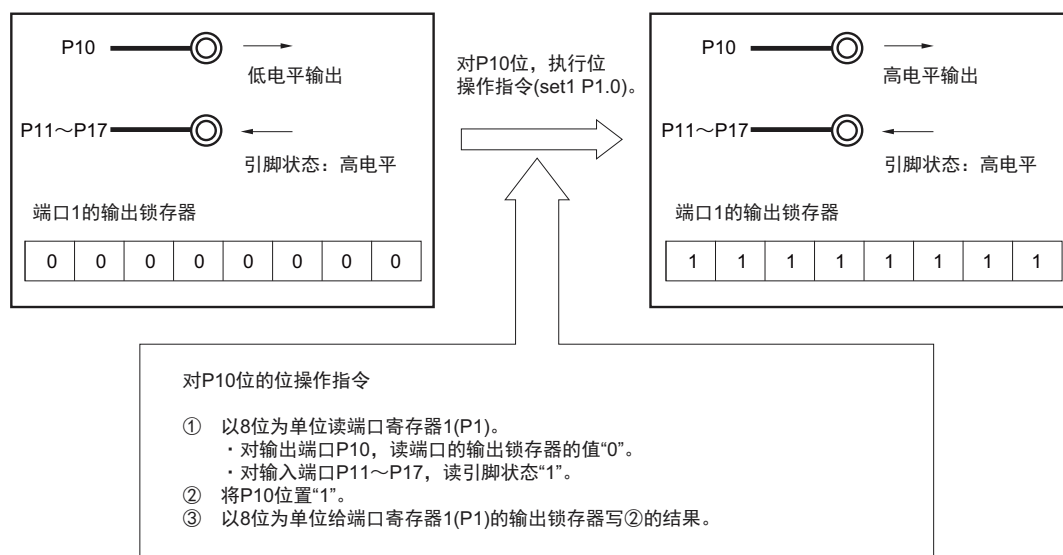 P10
低电平输出
P11～P17
引脚状态：高电平
端口1的输出锁存器
0 0 0 0 0 0 0 0
对P10位，执行位
操作指令(set1 P1.0)。
P10
高电平输出
P11～P17
引脚状态：高电平
端口1的输出锁存器
1 1 1 1 1 1 1 1
对P10位的位操作指令
① 以8位为单位读端口寄存器1(P1)。
・对输出端口P10，读端口的输出锁存器的值“0”。
・对输入端口P11～P17，读引脚状态“1”。
② 将P10位置“1”。
③ 以8位为单位给端口寄存器1(P1)的输出锁存器写②的结果。